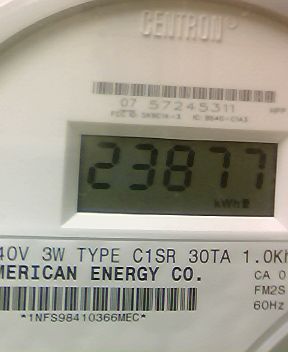 CENTRON®
07 57245311
23877
kWh
40V 3W TYPE C1SR 30TA 1.0Kh
MERICAN ENERGY CO. CA 0
FM2S
60Hz
*1NFS98410366MEC*